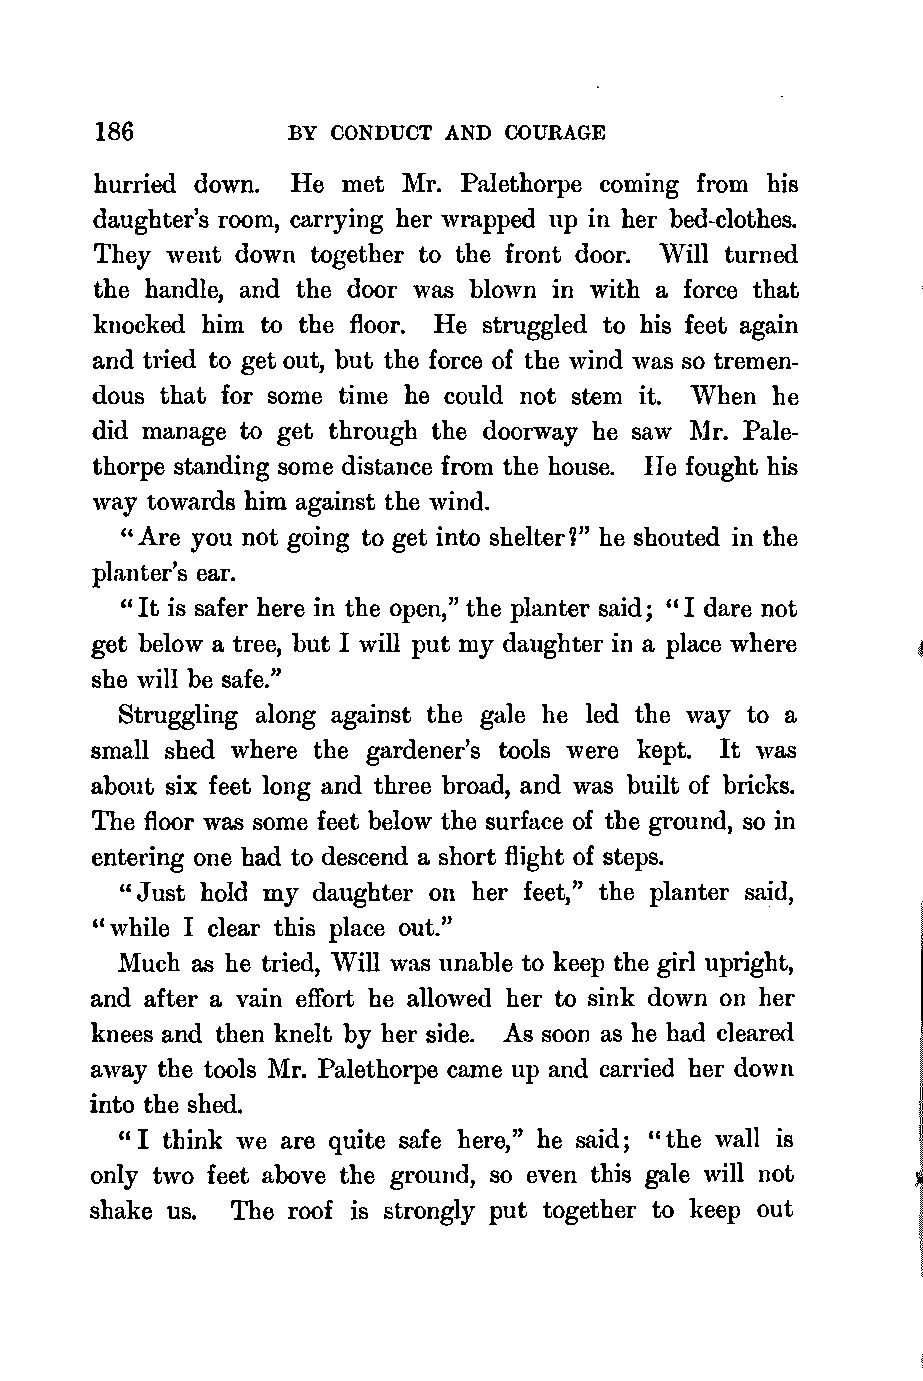 186 BY CONDUCT AND COURAGE
hurried down. He met Mr. Palethorpe coming from his
daughter's room, carrying her wrapped up in her bed-clothes.
They went down together to the front door. Will turned
the handle, and the door was blown in with a force that
knocked him to the floor. He struggled to his feet again
and tried to get out, but the force of the wind was so tremen-
dous that for some time he could not stem it. When he
did manage to get through the doorway he saw Mr. Pale-
thorpe standing some distance from the house. He fought his
way towards him against the wind.
"Are you not going to get into shelter?" he shouted in the
planter's ear.
"It is safer here in the open," the planter said; "I dare not
get below a tree, but I will put my daughter in a place where
she will be safe."
Struggling along against the gale he led the way to a
small shed where the gardener's tools were kept. It was
about six feet long and three broad, and was built of bricks.
The floor was some feet below the surface of the ground, so in
entering one had to descend a short flight of steps.
"Just hold my daughter on her feet," the planter said,
"while I clear this place out."
Much as he tried, Will was unable to keep the girl upright,
and after a vain effort he allowed her to sink down on her
knees and then knelt by her side. As soon as he had cleared
away the tools Mr. Palethorpe came up and carried her down
into the shed.
"I think we are quite safe here," he said; "the wall is
only two feet above the ground, so even this gale will not
shake us. The roof is strongly put together to keep out